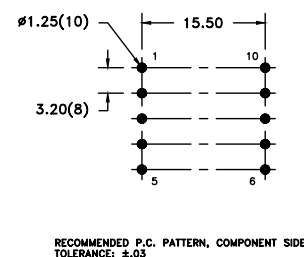 ø1.25(10)
15.50
1
10
3.20(8)
5
6
RECOMMENDED P.C. PATTERN, COMPONENT SIDE
TOLERANCE: ±.03